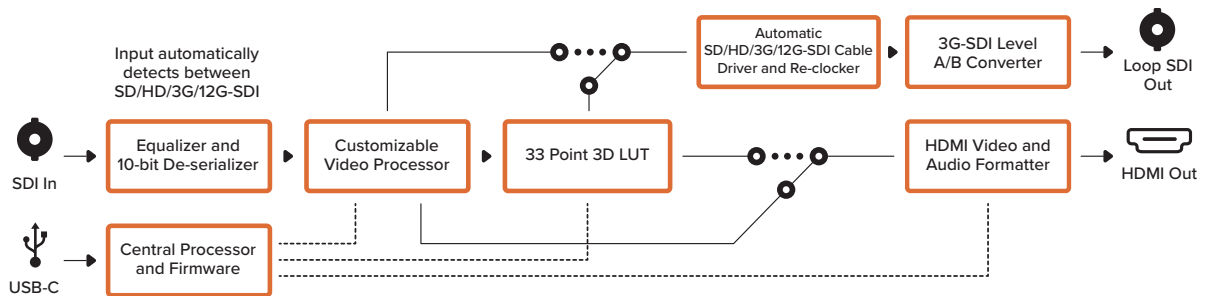 Input automatically
detects between
SD/HD/3G/12G-SDI
Automatic
SD/HD/3G/12G-SDI Cable
Driver and Re-clocker
3G-SDI Level
A/B Converter
Loop SDI
Out
SDI In
Equalizer and
10-bit De-serializer
Customizable
Video Processor
33 Point 3D LUT
HDMI Video and
Audio Formatter
HDMI Out
USB-C
Central Processor
and Firmware